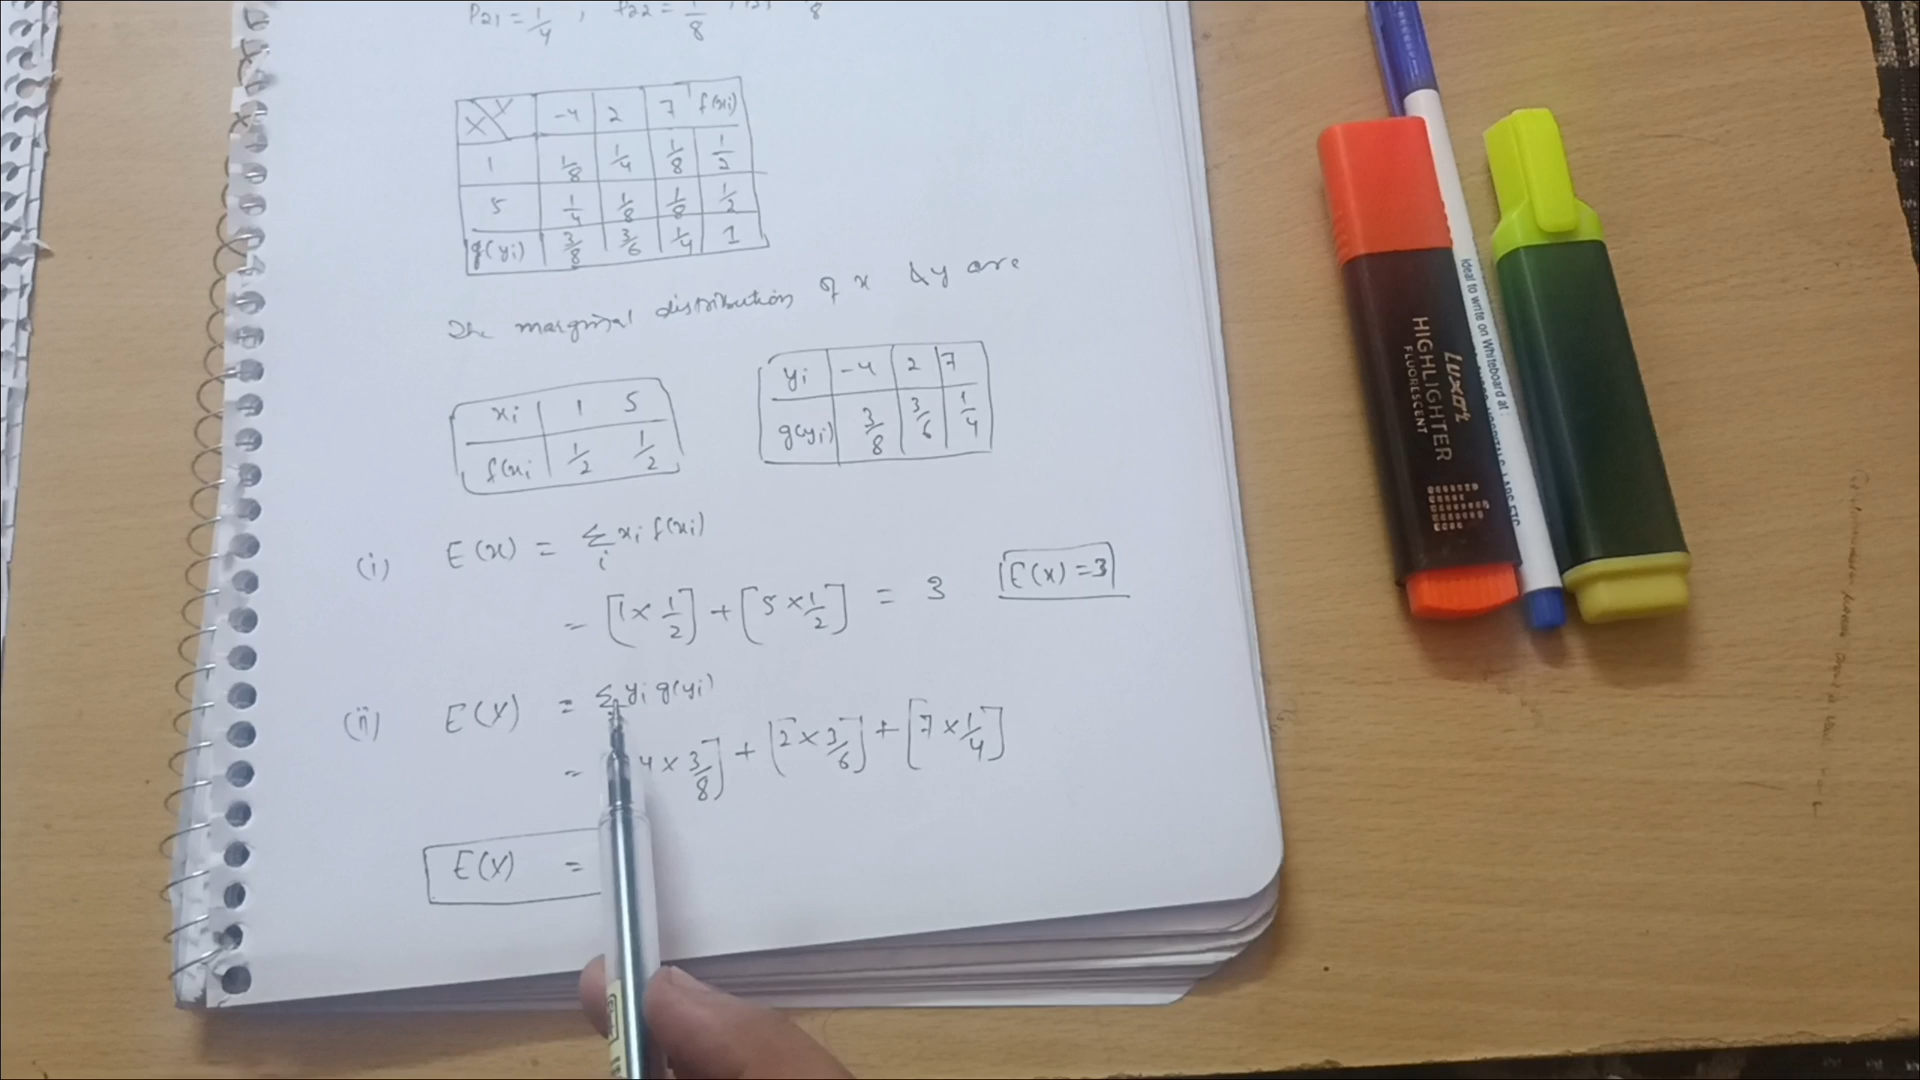 P21 = 1/4 , P22 = 1/8
X Y -4 2 7 f(xi)
1 1/8 1/4 1/8 1/2
5 1/4 1/8 1/8 1/2
g(yi) 3/8 3/6 1/4 1
The marginal distribution of x & y are
xi 1 5
f(xi 1/2 1/2
yi -4 2 7
g(yi) 3/8 3/6 1/4
(i) E(x) = Σi xi f(xi)
= [1 × 1/2] + [5 × 1/2] = 3 E(x) = 3
(ii) E(Y) = Σ yi g(yi)
= 4 × 3/8] + [2 × 3/6] + [7 × 1/4]
E(Y) =
LUXOR
HIGHLIGHTER
FLUORESCENT
Ideal to write on Whiteboard at